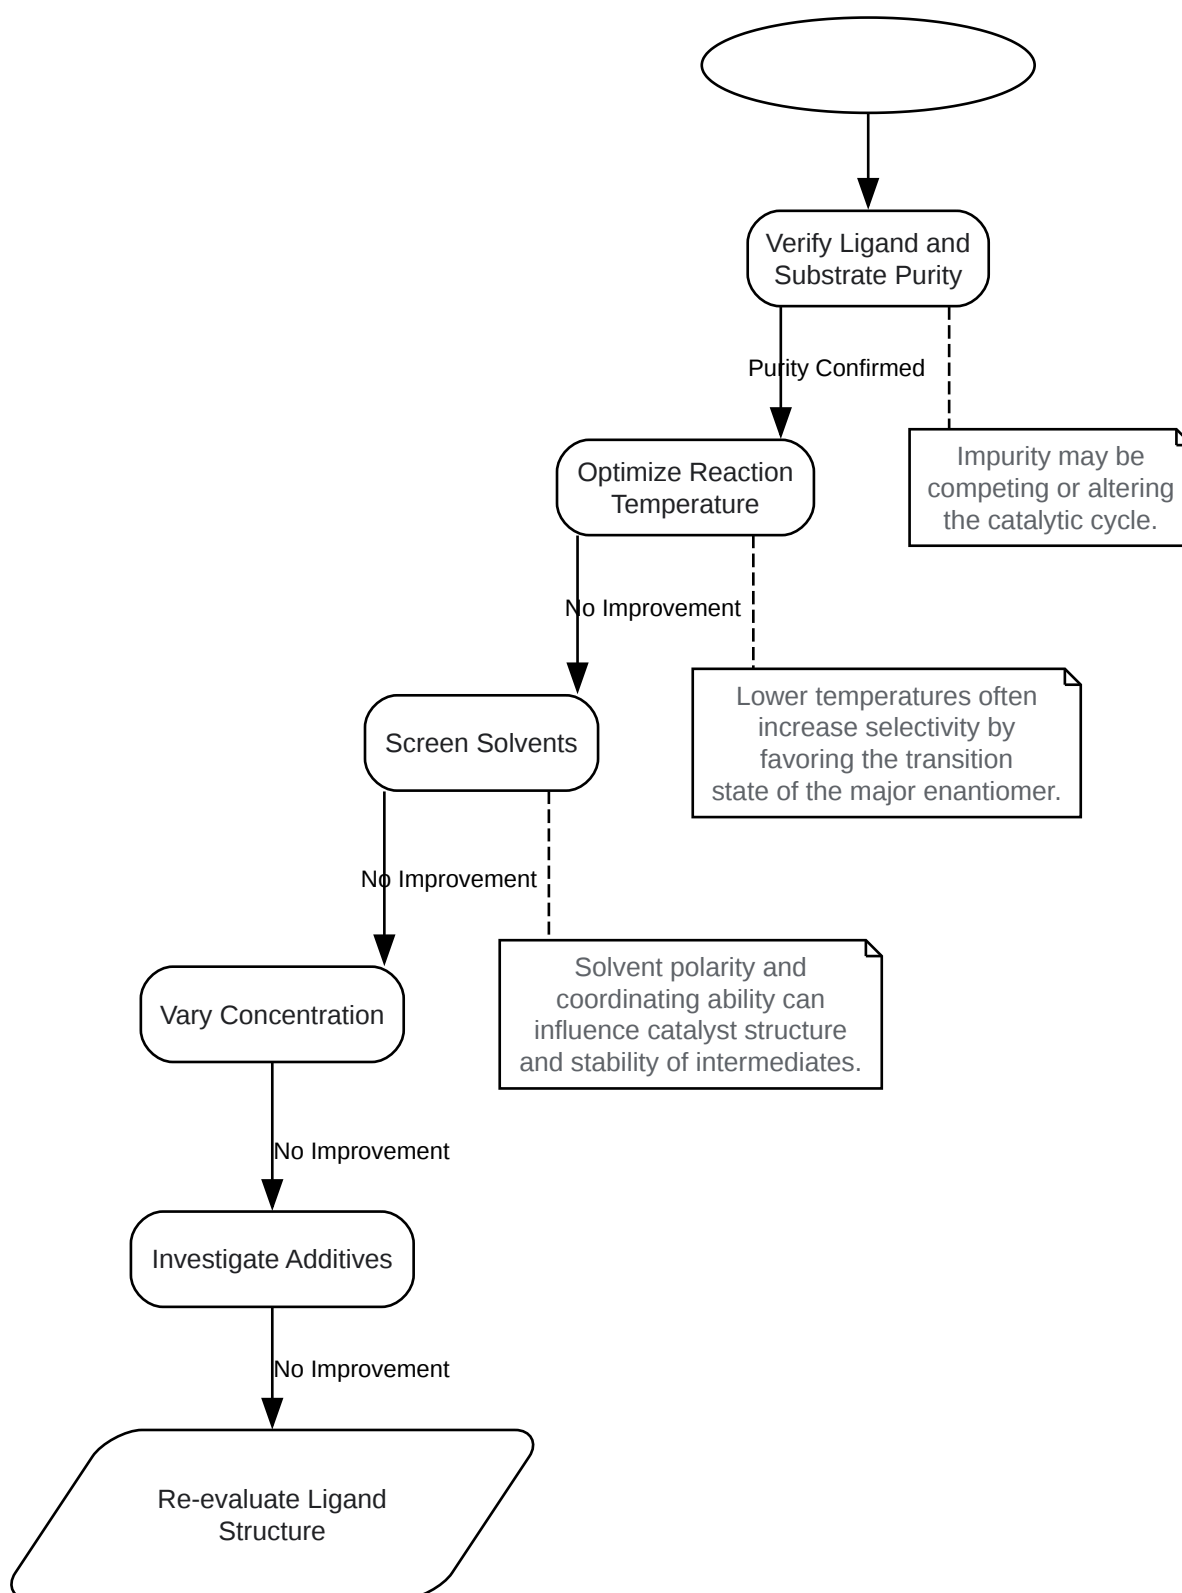 Verify Ligand and
Substrate Purity
Purity Confirmed
Impurity may be
competing or altering
the catalytic cycle.
Optimize Reaction
Temperature
No Improvement
Lower temperatures often
increase selectivity by
favoring the transition
state of the major enantiomer.
Screen Solvents
No Improvement
Solvent polarity and
coordinating ability can
influence catalyst structure
and stability of intermediates.
Vary Concentration
No Improvement
Investigate Additives
No Improvement
Re-evaluate Ligand
Structure